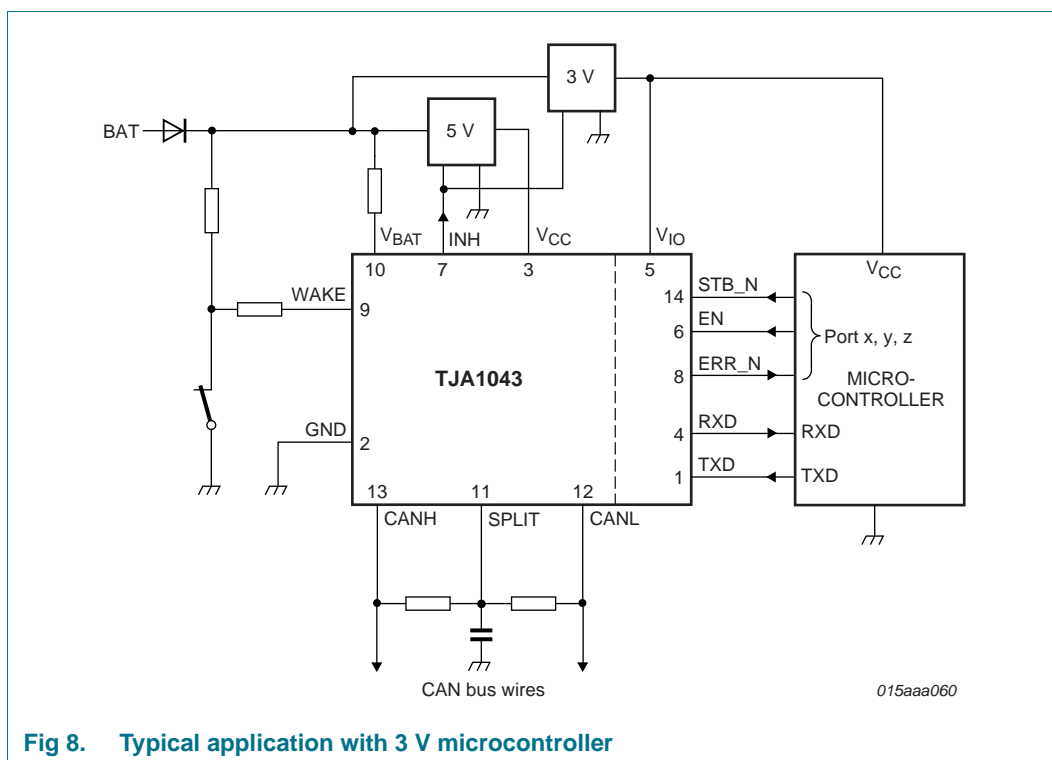 3 V
BAT
5 V
VBAT
INH
VCC
VIO
VCC
10
7
3
5
STB_N
14
WAKE
9
EN
6
Port x, y, z
TJA1043
ERR_N
8
MICRO-
CONTROLLER
GND
2
RXD
4
RXD
TXD
1
TXD
13
11
12
CANH
SPLIT
CANL
CAN bus wires
015aaa060
Fig 8. Typical application with 3 V microcontroller